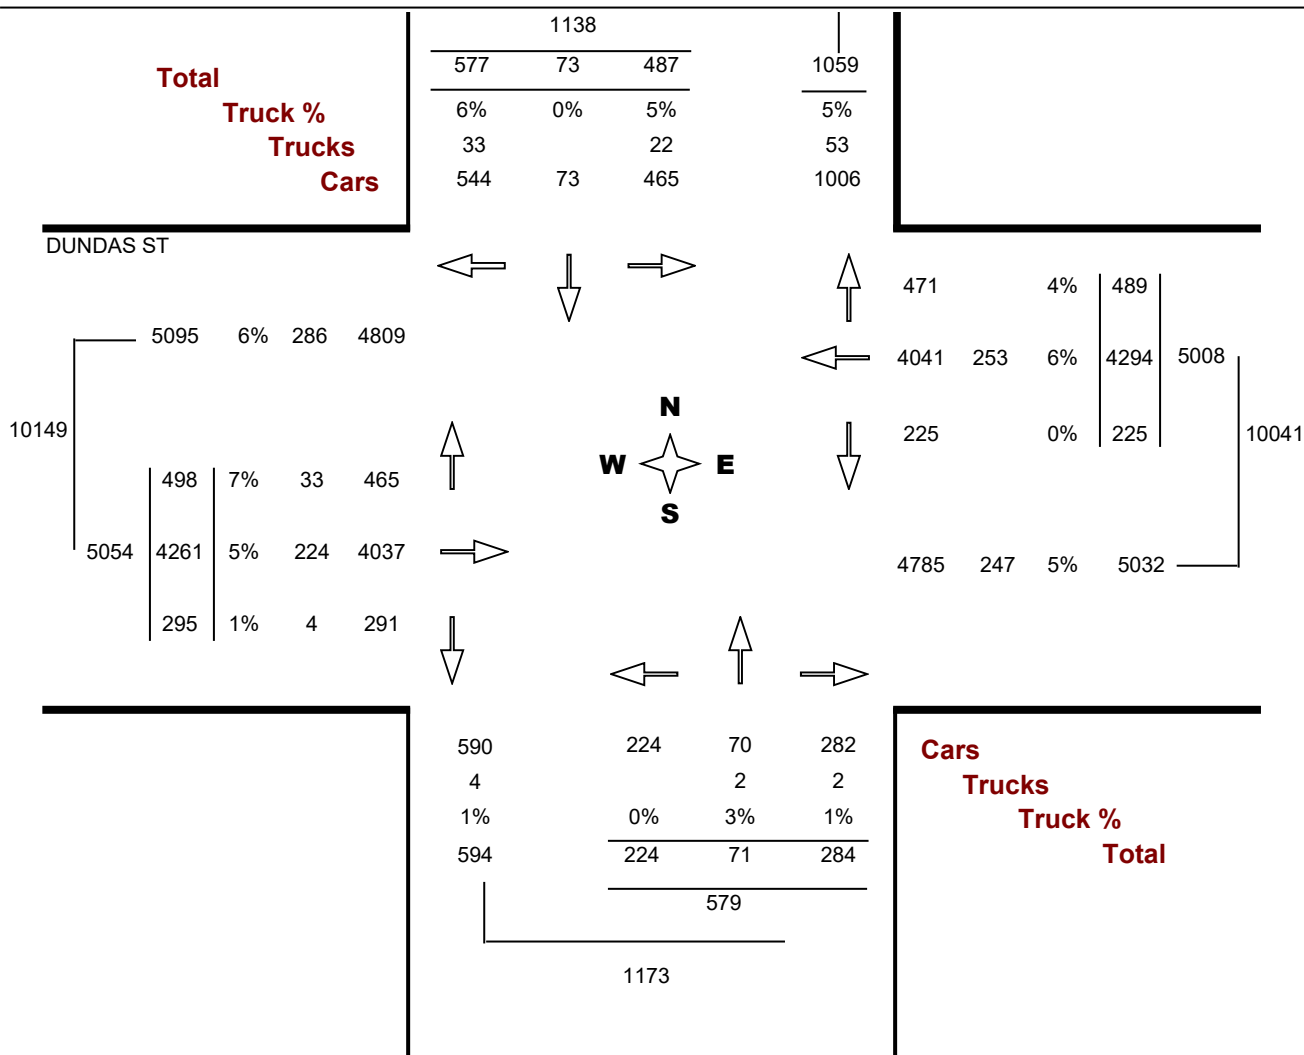 1138
577 73 487 1059
Total
6% 0% 5% 5%
Truck %
33 22 53
Trucks
544 73 465 1006
Cars
DUNDAS ST
471 4% 489
5095 6% 286 4809
4041 253 6% 4294 5008
N
10149
225 0% 225 10041
W E
498 7% 33 465
S
5054 4261 5% 224 4037
4785 247 5% 5032
295 1% 4 291
590 224 70 282
Cars
4 2 2
Trucks
1% 0% 3% 1%
Truck %
594 224 71 284
Total
579
1173